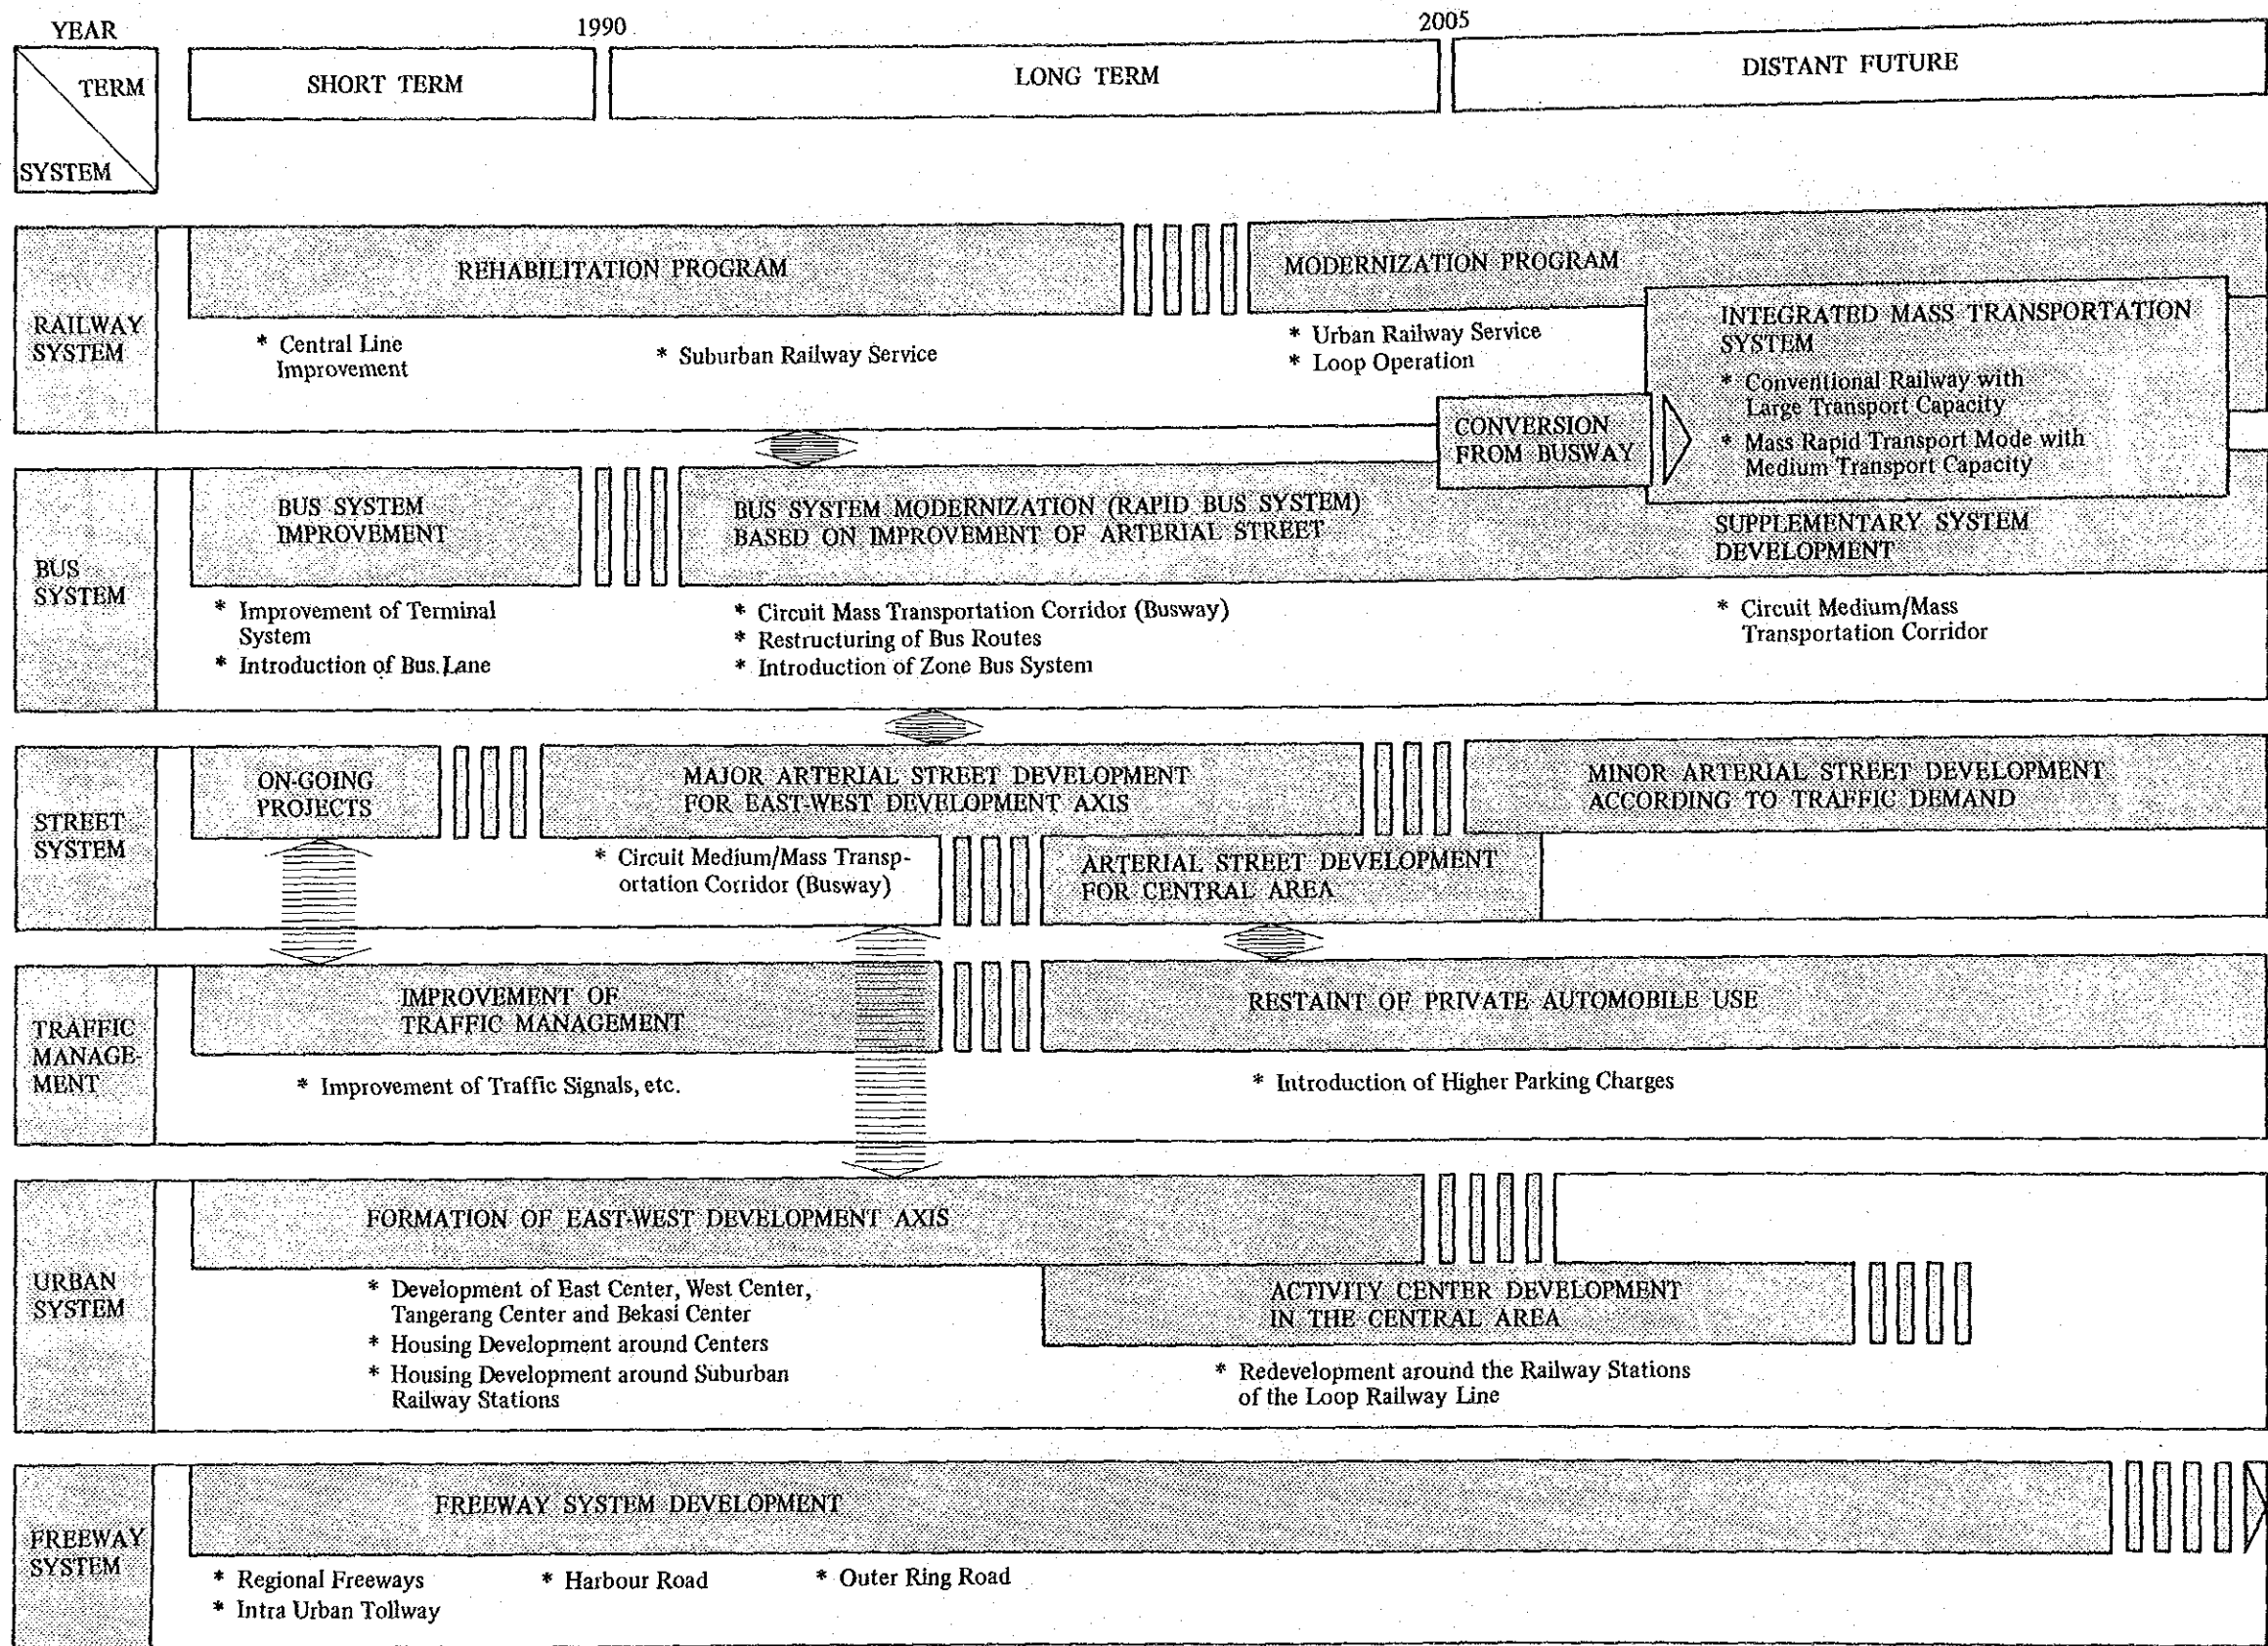 YEAR
1990
2005
TERM
SYSTEM
SHORT TERM
LONG TERM
DISTANT FUTURE
RAILWAY
SYSTEM
REHABILITATION PROGRAM
MODERNIZATION PROGRAM
* Central Line
Improvement
* Suburban Railway Service
* Urban Railway Service
* Loop Operation
INTEGRATED MASS TRANSPORTATION
SYSTEM
* Conventional Railway with
Large Transport Capacity
* Mass Rapid Transport Mode with
Medium Transport Capacity
CONVERSION
FROM BUSWAY
BUS
SYSTEM
BUS SYSTEM
IMPROVEMENT
BUS SYSTEM MODERNIZATION (RAPID BUS SYSTEM)
BASED ON IMPROVEMENT OF ARTERIAL STREET
SUPPLEMENTARY SYSTEM
DEVELOPMENT
* Improvement of Terminal
System
* Introduction of Bus Lane
* Circuit Mass Transportation Corridor (Busway)
* Restructuring of Bus Routes
* Introduction of Zone Bus System
* Circuit Medium/Mass
Transportation Corridor
STREET
SYSTEM
ON-GOING
PROJECTS
MAJOR ARTERIAL STREET DEVELOPMENT
FOR EAST-WEST DEVELOPMENT AXIS
MINOR ARTERIAL STREET DEVELOPMENT
ACCORDING TO TRAFFIC DEMAND
* Circuit Medium/Mass Transp-
ortation Corridor (Busway)
ARTERIAL STREET DEVELOPMENT
FOR CENTRAL AREA
TRAFFIC
MANAGE-
MENT
IMPROVEMENT OF
TRAFFIC MANAGEMENT
RESTAINT OF PRIVATE AUTOMOBILE USE
* Improvement of Traffic Signals, etc.
* Introduction of Higher Parking Charges
URBAN
SYSTEM
FORMATION OF EAST-WEST DEVELOPMENT AXIS
* Development of East Center, West Center,
Tangerang Center and Bekasi Center
* Housing Development around Centers
* Housing Development around Suburban
Railway Stations
ACTIVITY CENTER DEVELOPMENT
IN THE CENTRAL AREA
* Redevelopment around the Railway Stations
of the Loop Railway Line
FREEWAY
SYSTEM
FREEWAY SYSTEM DEVELOPMENT
* Regional Freeways
* Intra Urban Tollway
* Harbour Road
* Outer Ring Road